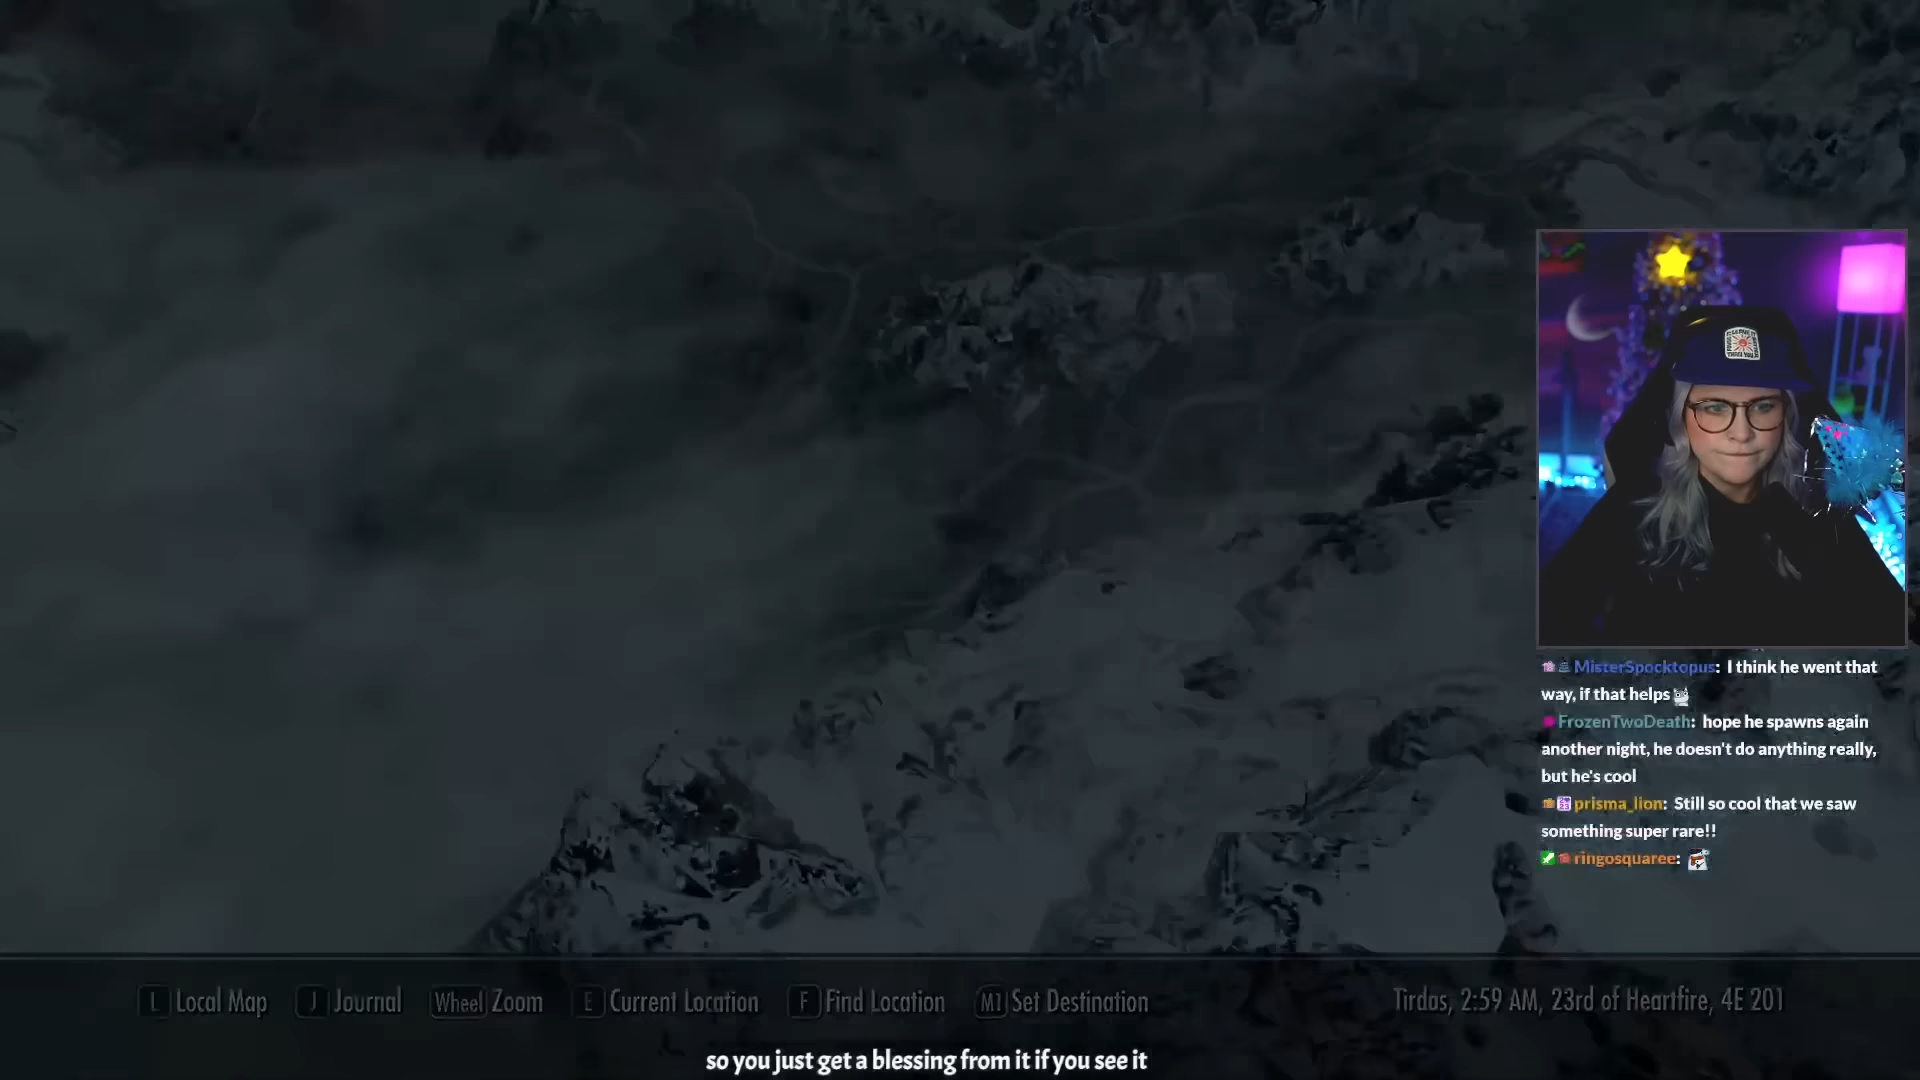 MisterSpocktopus: I think he went that
way, if that helps
FrozenTwoDeath: hope he spawns again
another night, he doesn't do anything really,
but he's cool
prisma_lion: Still so cool that we saw
something super rare!!
ringosquaree:
L Local Map J Journal Wheel Zoom E Current Location F Find Location M1 Set Destination Tirdas, 2:59 AM, 23rd of Heartfire, 4E 201
so you just get a blessing from it if you see it